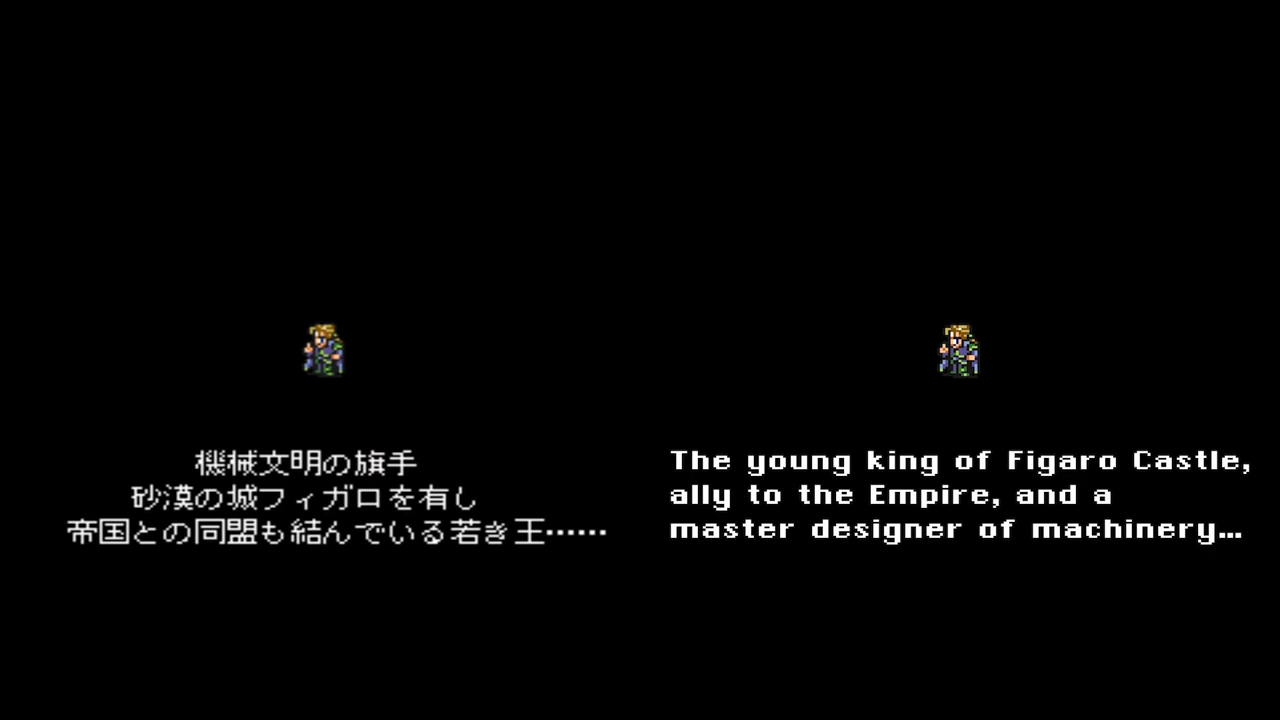 機械文明の旗手
砂漠の城フィガロを有し
帝国との同盟も結んでいる若き王……
The young king of Figaro Castle,
ally to the Empire, and a
master designer of machinery…